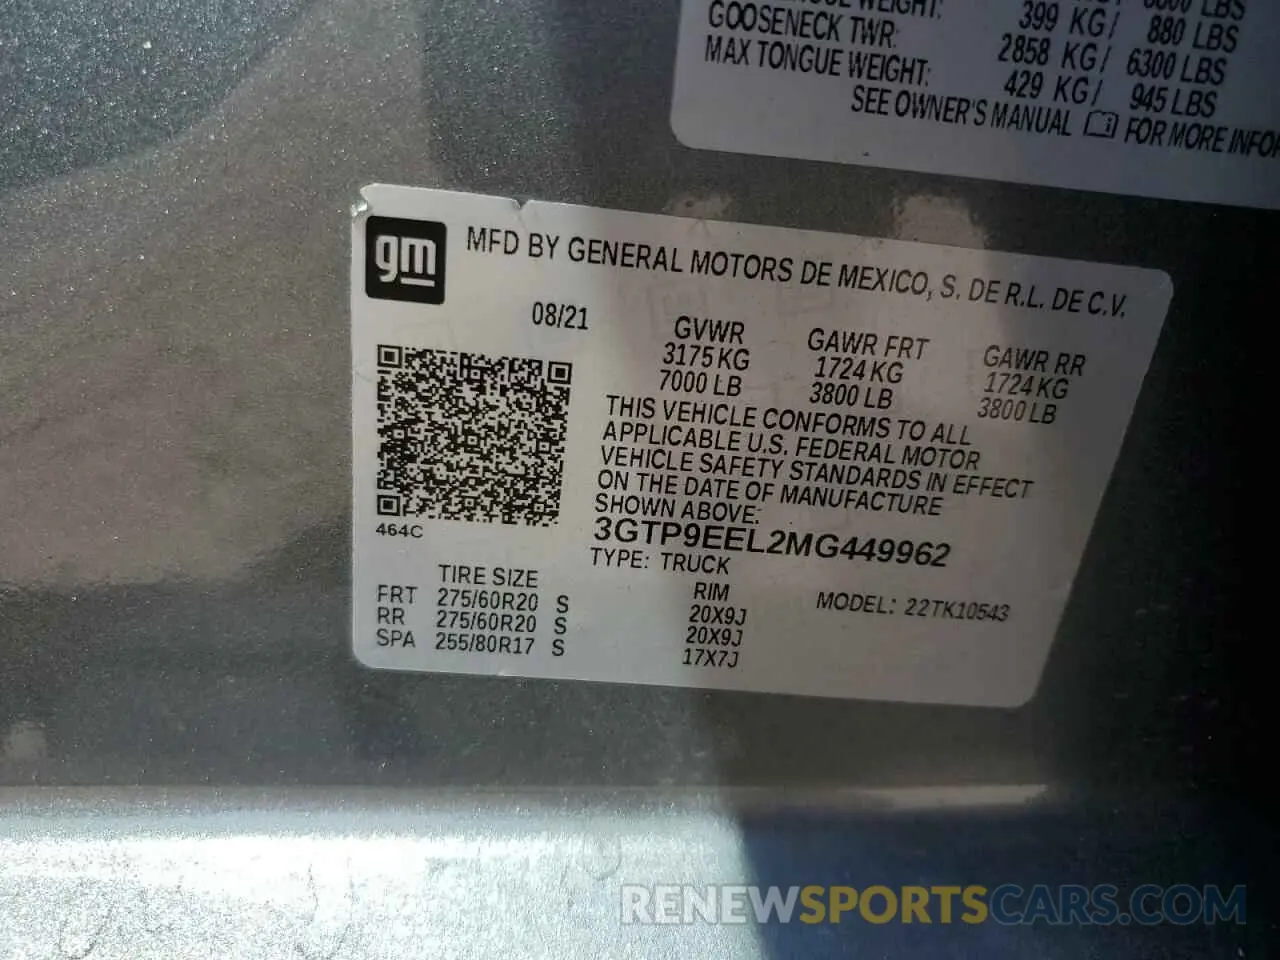 WEIGHT:
399 KG/ 880 LBS
GOOSENECK TWR: 2858 KG/ 6300 LBS
MAX TONGUE WEIGHT: 429 KG/ 945 LBS
SEE OWNER'S MANUAL FOR MORE INFOR
gm
MFD BY GENERAL MOTORS DE MEXICO, S. DE R.L. DE C.V.
08/21
GVWR GAWR FRT GAWR RR
3175 KG 1724 KG 1724 KG
7000 LB 3800 LB 3800 LB
THIS VEHICLE CONFORMS TO ALL
APPLICABLE U.S. FEDERAL MOTOR
VEHICLE SAFETY STANDARDS IN EFFECT
ON THE DATE OF MANUFACTURE
SHOWN ABOVE:
464C
3GTP9EEL2MG449962
TYPE: TRUCK
TIRE SIZE RIM MODEL: 22TK10543
FRT 275/60R20 S 20X9J
RR 275/60R20 S 20X9J
SPA 255/80R17 S 17X7J
RENEWSPORTSCARS.COM